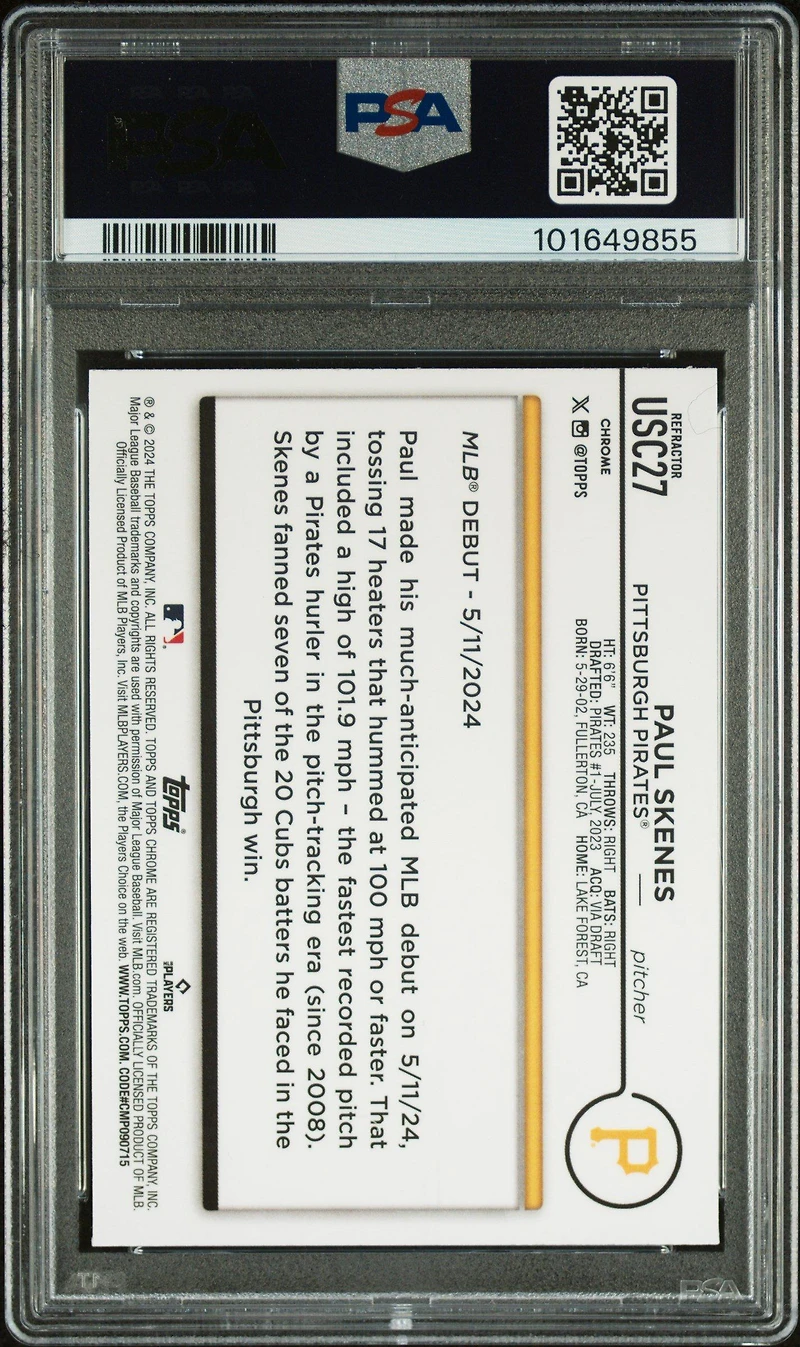 PSA
101649855
REFRACTOR
USC27
CHROME
@TOPPS
PAUL SKENES
PITTSBURGH PIRATES® — pitcher
HT: 6'6" WT: 235 THROWS: RIGHT BATS: RIGHT
DRAFTED: PIRATES #1-JULY, 2023 ACQ: VIA DRAFT
BORN: 5-29-02, FULLERTON, CA HOME: LAKE FOREST, CA
P
MLB® DEBUT - 5/11/2024
Paul made his much-anticipated MLB debut on 5/11/24,
tossing 17 heaters that hummed at 100 mph or faster. That
included a high of 101.9 mph – the fastest recorded pitch
by a Pirates hurler in the pitch-tracking era (since 2008).
Skenes fanned seven of the 20 Cubs batters he faced in the
Pittsburgh win.
topps®
PLAYERS
® & © 2024 THE TOPPS COMPANY, INC. ALL RIGHTS RESERVED. TOPPS AND TOPPS CHROME ARE REGISTERED TRADEMARKS OF THE TOPPS COMPANY, INC.
Major League Baseball trademarks and copyrights are used with permission of Major League Baseball. Visit MLB.com. OFFICIALLY LICENSED PRODUCT OF MLB.
Officially Licensed Product of MLB Players, Inc. Visit MLBPLAYERS.COM, the Players Choice on the web. WWW.TOPPS.COM. CODE#CMP090715
PSA